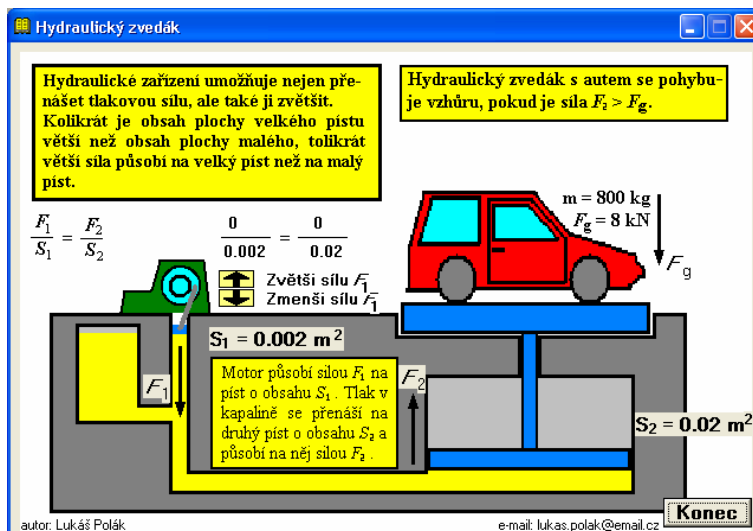 Hydraulický zvedák
Hydraulické zařízení umožňuje nejen pře-
nášet tlakovou sílu, ale také ji zvětšit.
Kolikrát je obsah plochy velkého pístu
větší než obsah plochy malého, tolikrát
větší síla působí na velký píst než na malý
píst.
Hydraulický zvedák s autem se pohybu-
je vzhůru, pokud je síla F₂ > Fg.
F₁/S₁ = F₂/S₂
0/0.002 = 0/0.02
m = 800 kg
Fg = 8 kN
Fg
Zvětši sílu F₁
Zmenši sílu F₁
S₁ = 0.002 m²
F₁
Motor působí silou F₁ na
píst o obsahu S₁ . Tlak v
kapalině se přenáší na
druhý píst o obsahu S₂ a
působí na něj silou F₂ .
F₂
S₂ = 0.02 m²
Konec
autor: Lukáš Polák
e-mail: lukas.polak@email.cz